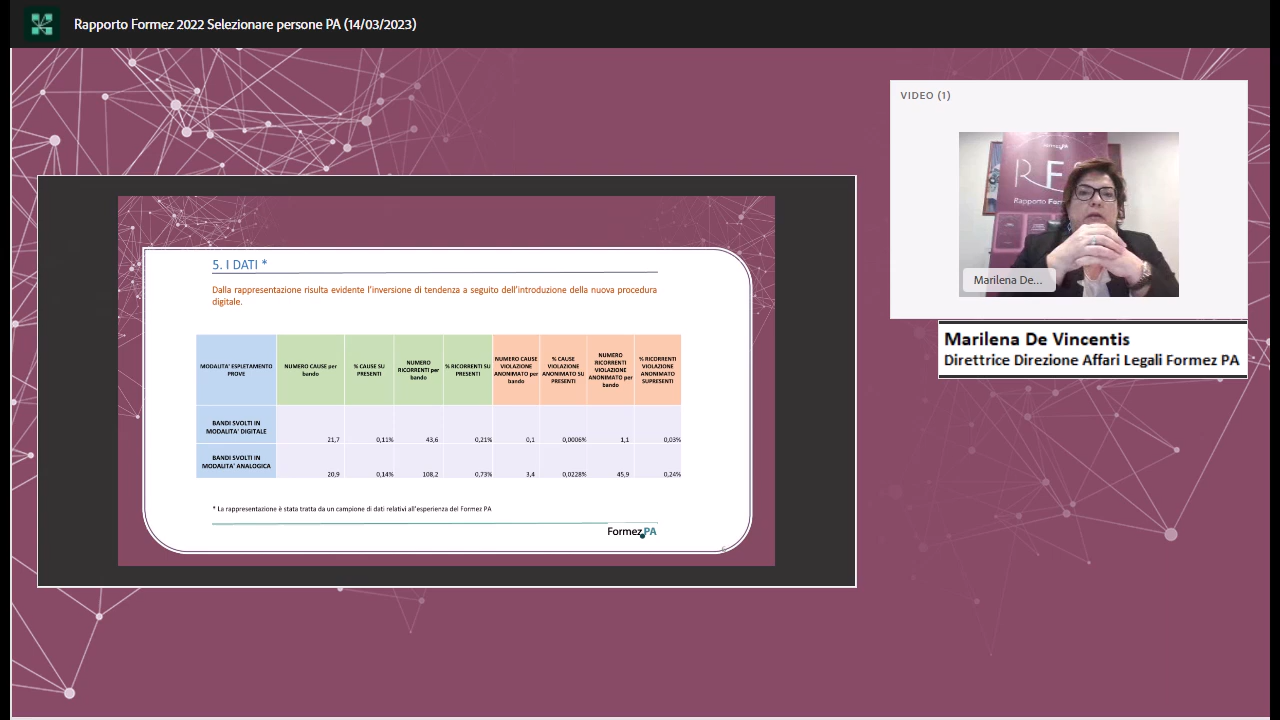 Rapporto Formez 2022 Selezionare persone PA (14/03/2023)
VIDEO (1)
Rapporto
Marilena De...
Marilena De Vincentis
Direttrice Direzione Affari Legali Formez PA
5. I DATI *
Dalla rappresentazione risulta evidente l'inversione di tendenza a seguito dell'introduzione della nuova procedura
digitale.
MODALITA' ESPLETAMENTO
PROVE
NUMERO CAUSE per
bando
% CAUSE SU
PRESENTI
NUMERO
RICORRENTI per
bando
% RICORRENTI SU
PRESENTI
NUMERO CAUSE
VIOLAZIONE
ANONIMATO per
bando
% CAUSE
VIOLAZIONE
ANONIMATO SU
PRESENTI
NUMERO
RICORRENTI
VIOLAZIONE
ANONIMATO per
bando
% RICORRENTI
VIOLAZIONE
ANONIMATO
SUPRESENTI
BANDI SVOLTI IN
MODALITA' DIGITALE
21,7 0,11% 43,6 0,21% 0,1 0,0006% 1,1 0,03%
BANDI SVOLTI IN
MODALITA' ANALOGICA
20,9 0,14% 108,2 0,73% 3,4 0,0228% 45,9 0,24%
* La rappresentazione è stata tratta da un campione di dati relativi all'esperienza del Formez PA
Formez PA
6